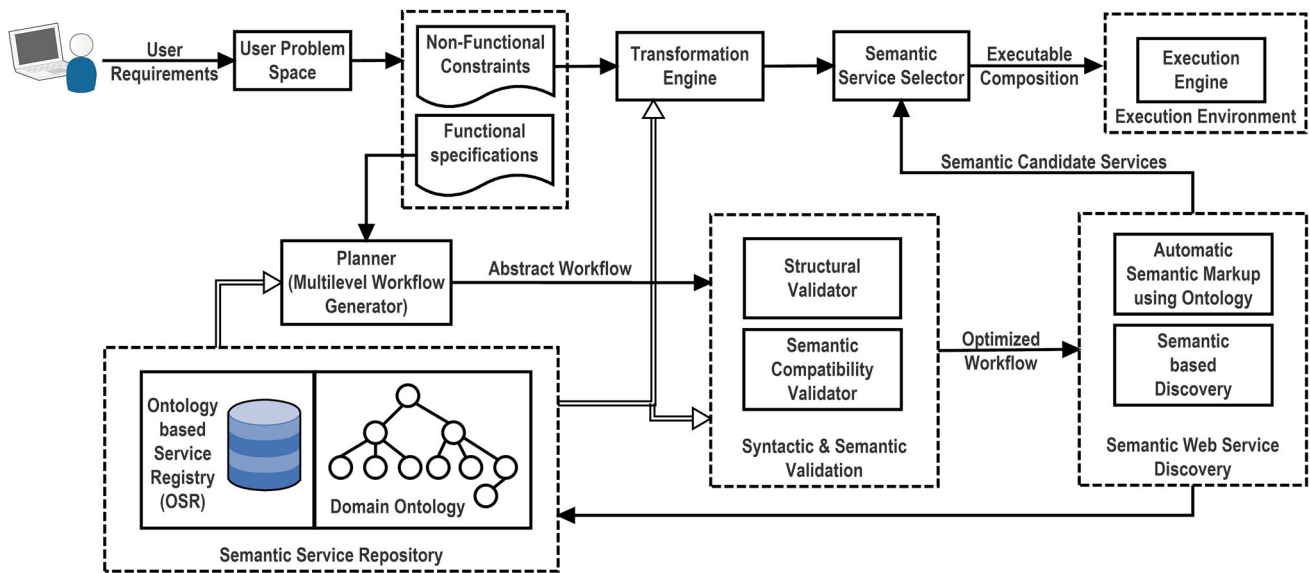 User
Requirements
User Problem
Space
Non-Functional
Constraints
Functional
specifications
Transformation
Engine
Semantic
Service Selector
Executable
Composition
Execution
Engine
Execution Environment
Semantic Candidate Services
Planner
(Multilevel Workflow
Generator)
Abstract Workflow
Structural
Validator
Semantic
Compatibility
Validator
Syntactic & Semantic
Validation
Optimized
Workflow
Automatic
Semantic Markup
using Ontology
Semantic
based
Discovery
Semantic Web Service
Discovery
Ontology
based
Service
Registry
(OSR)
Domain Ontology
Semantic Service Repository